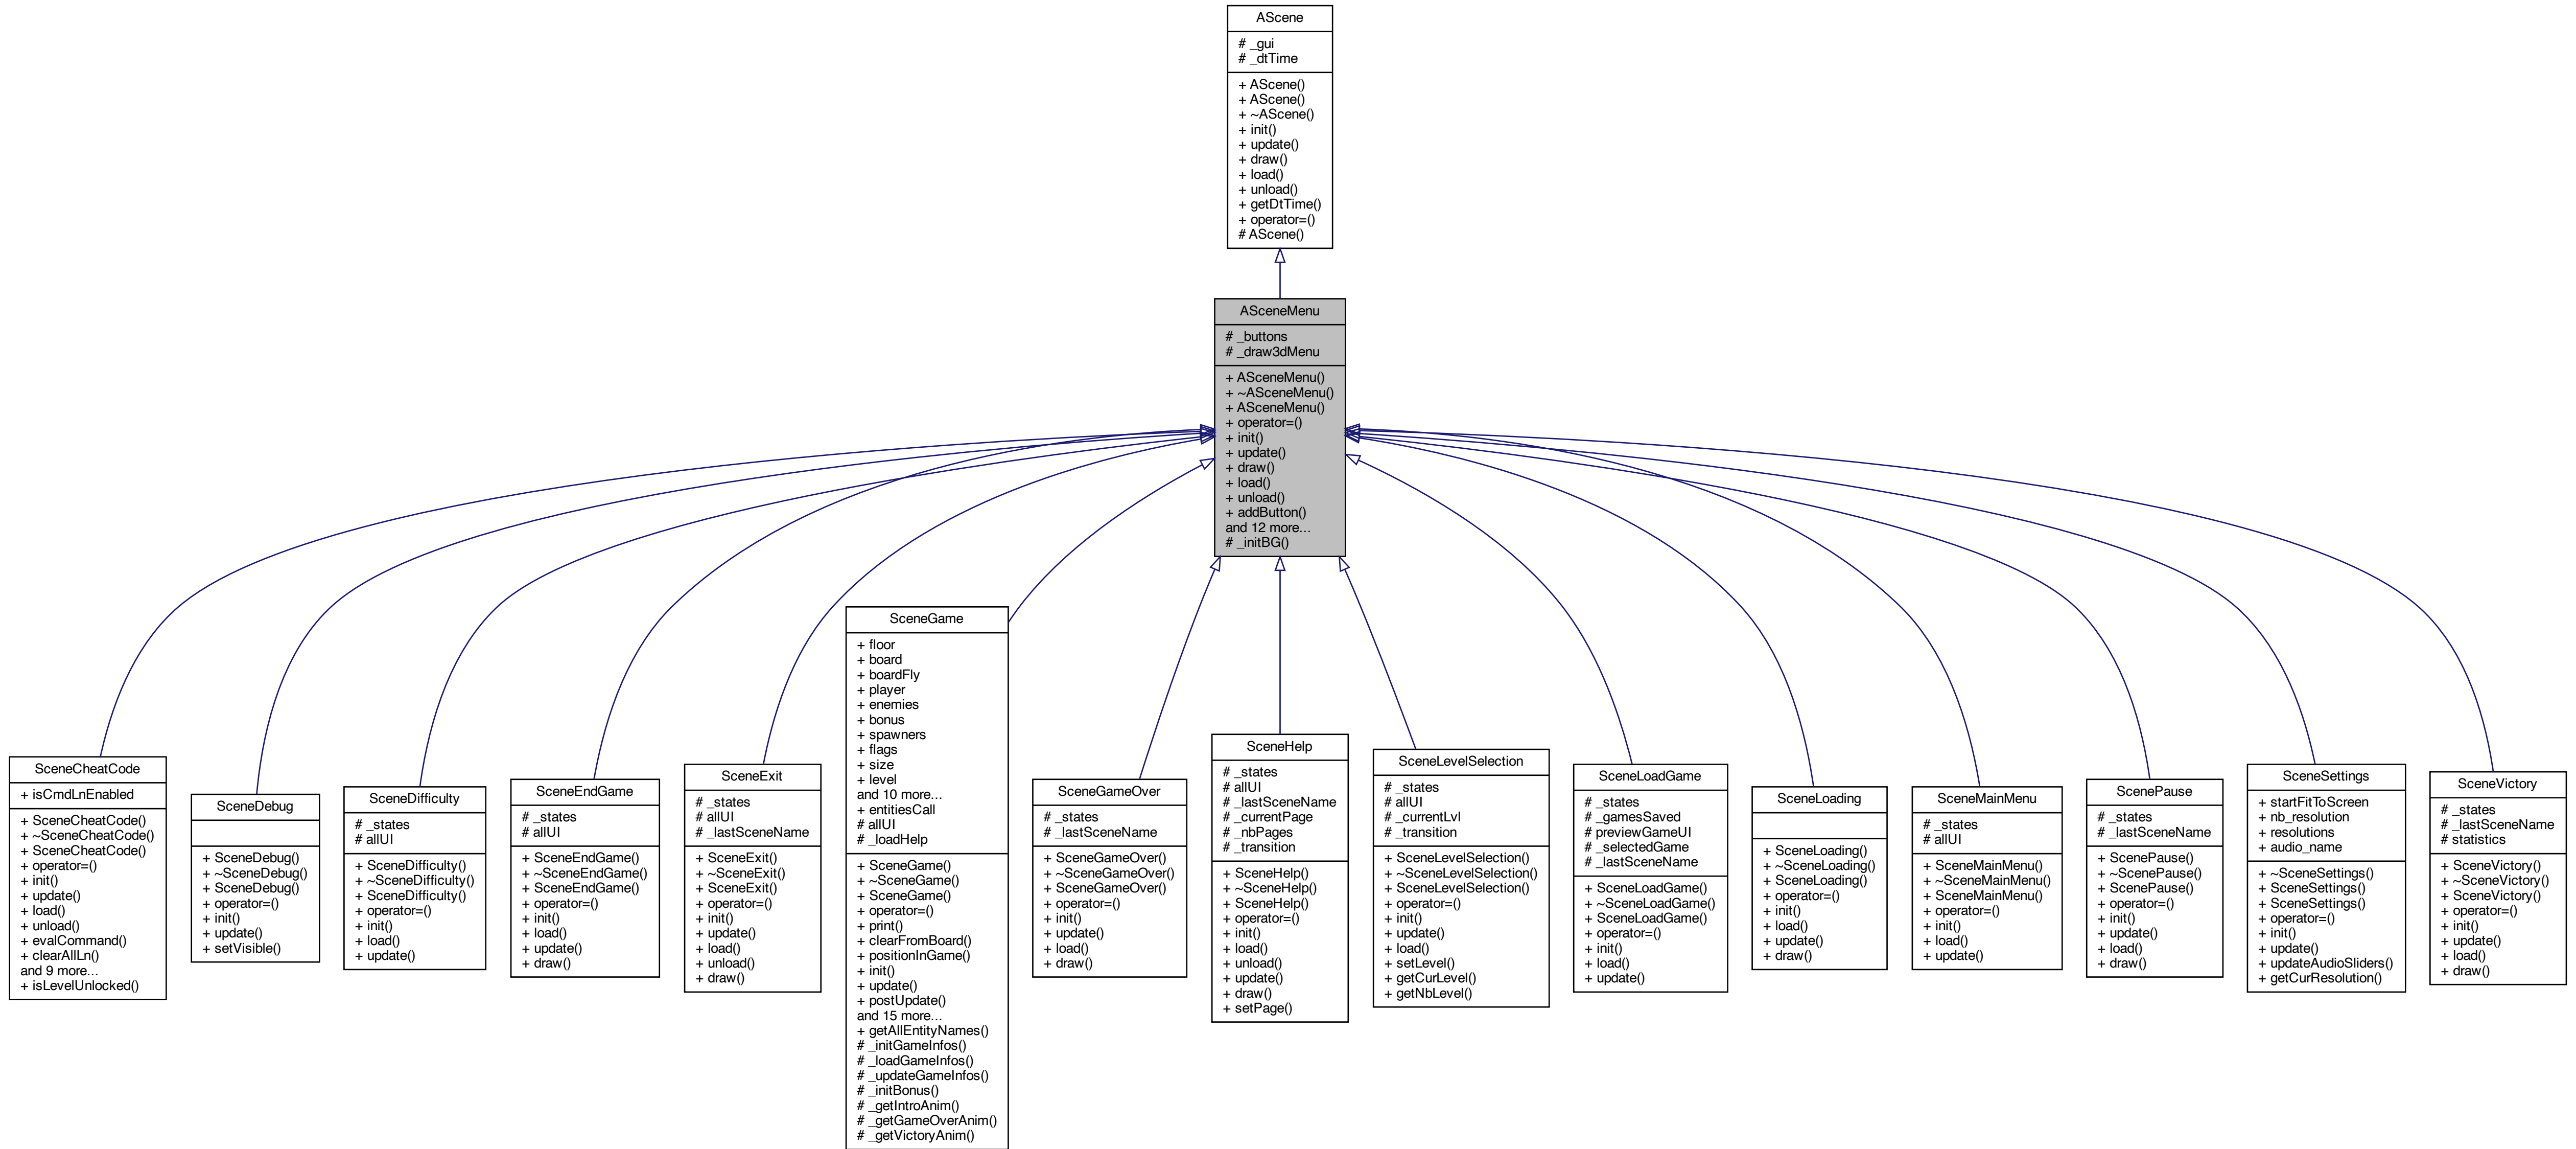 AScene
# _gui
# _dtTime
+ AScene()
+ AScene()
+ ~AScene()
+ init()
+ update()
+ draw()
+ load()
+ unload()
+ getDtTime()
+ operator=()
# AScene()
ASceneMenu
# _buttons
# _draw3dMenu
+ ASceneMenu()
+ ~ASceneMenu()
+ ASceneMenu()
+ operator=()
+ init()
+ update()
+ draw()
+ load()
+ unload()
+ addButton()
and 12 more...
# _initBG()
SceneCheatCode
+ isCmdLnEnabled
+ SceneCheatCode()
+ ~SceneCheatCode()
+ SceneCheatCode()
+ operator=()
+ init()
+ update()
+ load()
+ unload()
+ evalCommand()
+ clearAllLn()
and 9 more...
+ isLevelUnlocked()
SceneDebug
+ SceneDebug()
+ ~SceneDebug()
+ SceneDebug()
+ operator=()
+ init()
+ update()
+ setVisible()
SceneDifficulty
# _states
# allUI
+ SceneDifficulty()
+ ~SceneDifficulty()
+ SceneDifficulty()
+ operator=()
+ init()
+ load()
+ update()
SceneEndGame
# _states
# allUI
+ SceneEndGame()
+ ~SceneEndGame()
+ SceneEndGame()
+ operator=()
+ init()
+ load()
+ update()
+ draw()
SceneExit
# _states
# allUI
# _lastSceneName
+ SceneExit()
+ ~SceneExit()
+ SceneExit()
+ operator=()
+ init()
+ update()
+ load()
+ unload()
+ draw()
SceneGame
+ floor
+ board
+ boardFly
+ player
+ enemies
+ bonus
+ spawners
+ flags
+ size
+ level
and 10 more...
+ entitiesCall
# allUI
# _loadHelp
+ SceneGame()
+ ~SceneGame()
+ SceneGame()
+ operator=()
+ print()
+ clearFromBoard()
+ positionInGame()
+ init()
+ update()
+ postUpdate()
and 15 more...
+ getAllEntityNames()
# _initGameInfos()
# _loadGameInfos()
# _updateGameInfos()
# _initBonus()
# _getIntroAnim()
# _getGameOverAnim()
# _getVictoryAnim()
SceneGameOver
# _states
# _lastSceneName
+ SceneGameOver()
+ ~SceneGameOver()
+ SceneGameOver()
+ operator=()
+ init()
+ update()
+ load()
+ draw()
SceneHelp
# _states
# allUI
# _lastSceneName
# _currentPage
# _nbPages
# _transition
+ SceneHelp()
+ ~SceneHelp()
+ SceneHelp()
+ operator=()
+ init()
+ load()
+ unload()
+ update()
+ draw()
+ setPage()
SceneLevelSelection
# _states
# allUI
# _currentLvl
# _transition
+ SceneLevelSelection()
+ ~SceneLevelSelection()
+ SceneLevelSelection()
+ operator=()
+ init()
+ update()
+ load()
+ setLevel()
+ getCurLevel()
+ getNbLevel()
SceneLoadGame
# _states
# _gamesSaved
# previewGameUI
# _selectedGame
# _lastSceneName
+ SceneLoadGame()
+ ~SceneLoadGame()
+ SceneLoadGame()
+ operator=()
+ init()
+ load()
+ update()
SceneLoading
+ SceneLoading()
+ ~SceneLoading()
+ SceneLoading()
+ operator=()
+ init()
+ load()
+ update()
+ draw()
SceneMainMenu
# _states
# allUI
+ SceneMainMenu()
+ ~SceneMainMenu()
+ SceneMainMenu()
+ operator=()
+ init()
+ load()
+ update()
ScenePause
# _states
# _lastSceneName
+ ScenePause()
+ ~ScenePause()
+ ScenePause()
+ operator=()
+ init()
+ update()
+ load()
+ draw()
SceneSettings
+ startFitToScreen
+ nb_resolution
+ resolutions
+ audio_name
+ ~SceneSettings()
+ SceneSettings()
+ SceneSettings()
+ operator=()
+ init()
+ update()
+ updateAudioSliders()
+ getCurResolution()
SceneVictory
# _states
# _lastSceneName
# statistics
+ SceneVictory()
+ ~SceneVictory()
+ SceneVictory()
+ operator=()
+ init()
+ update()
+ load()
+ draw()